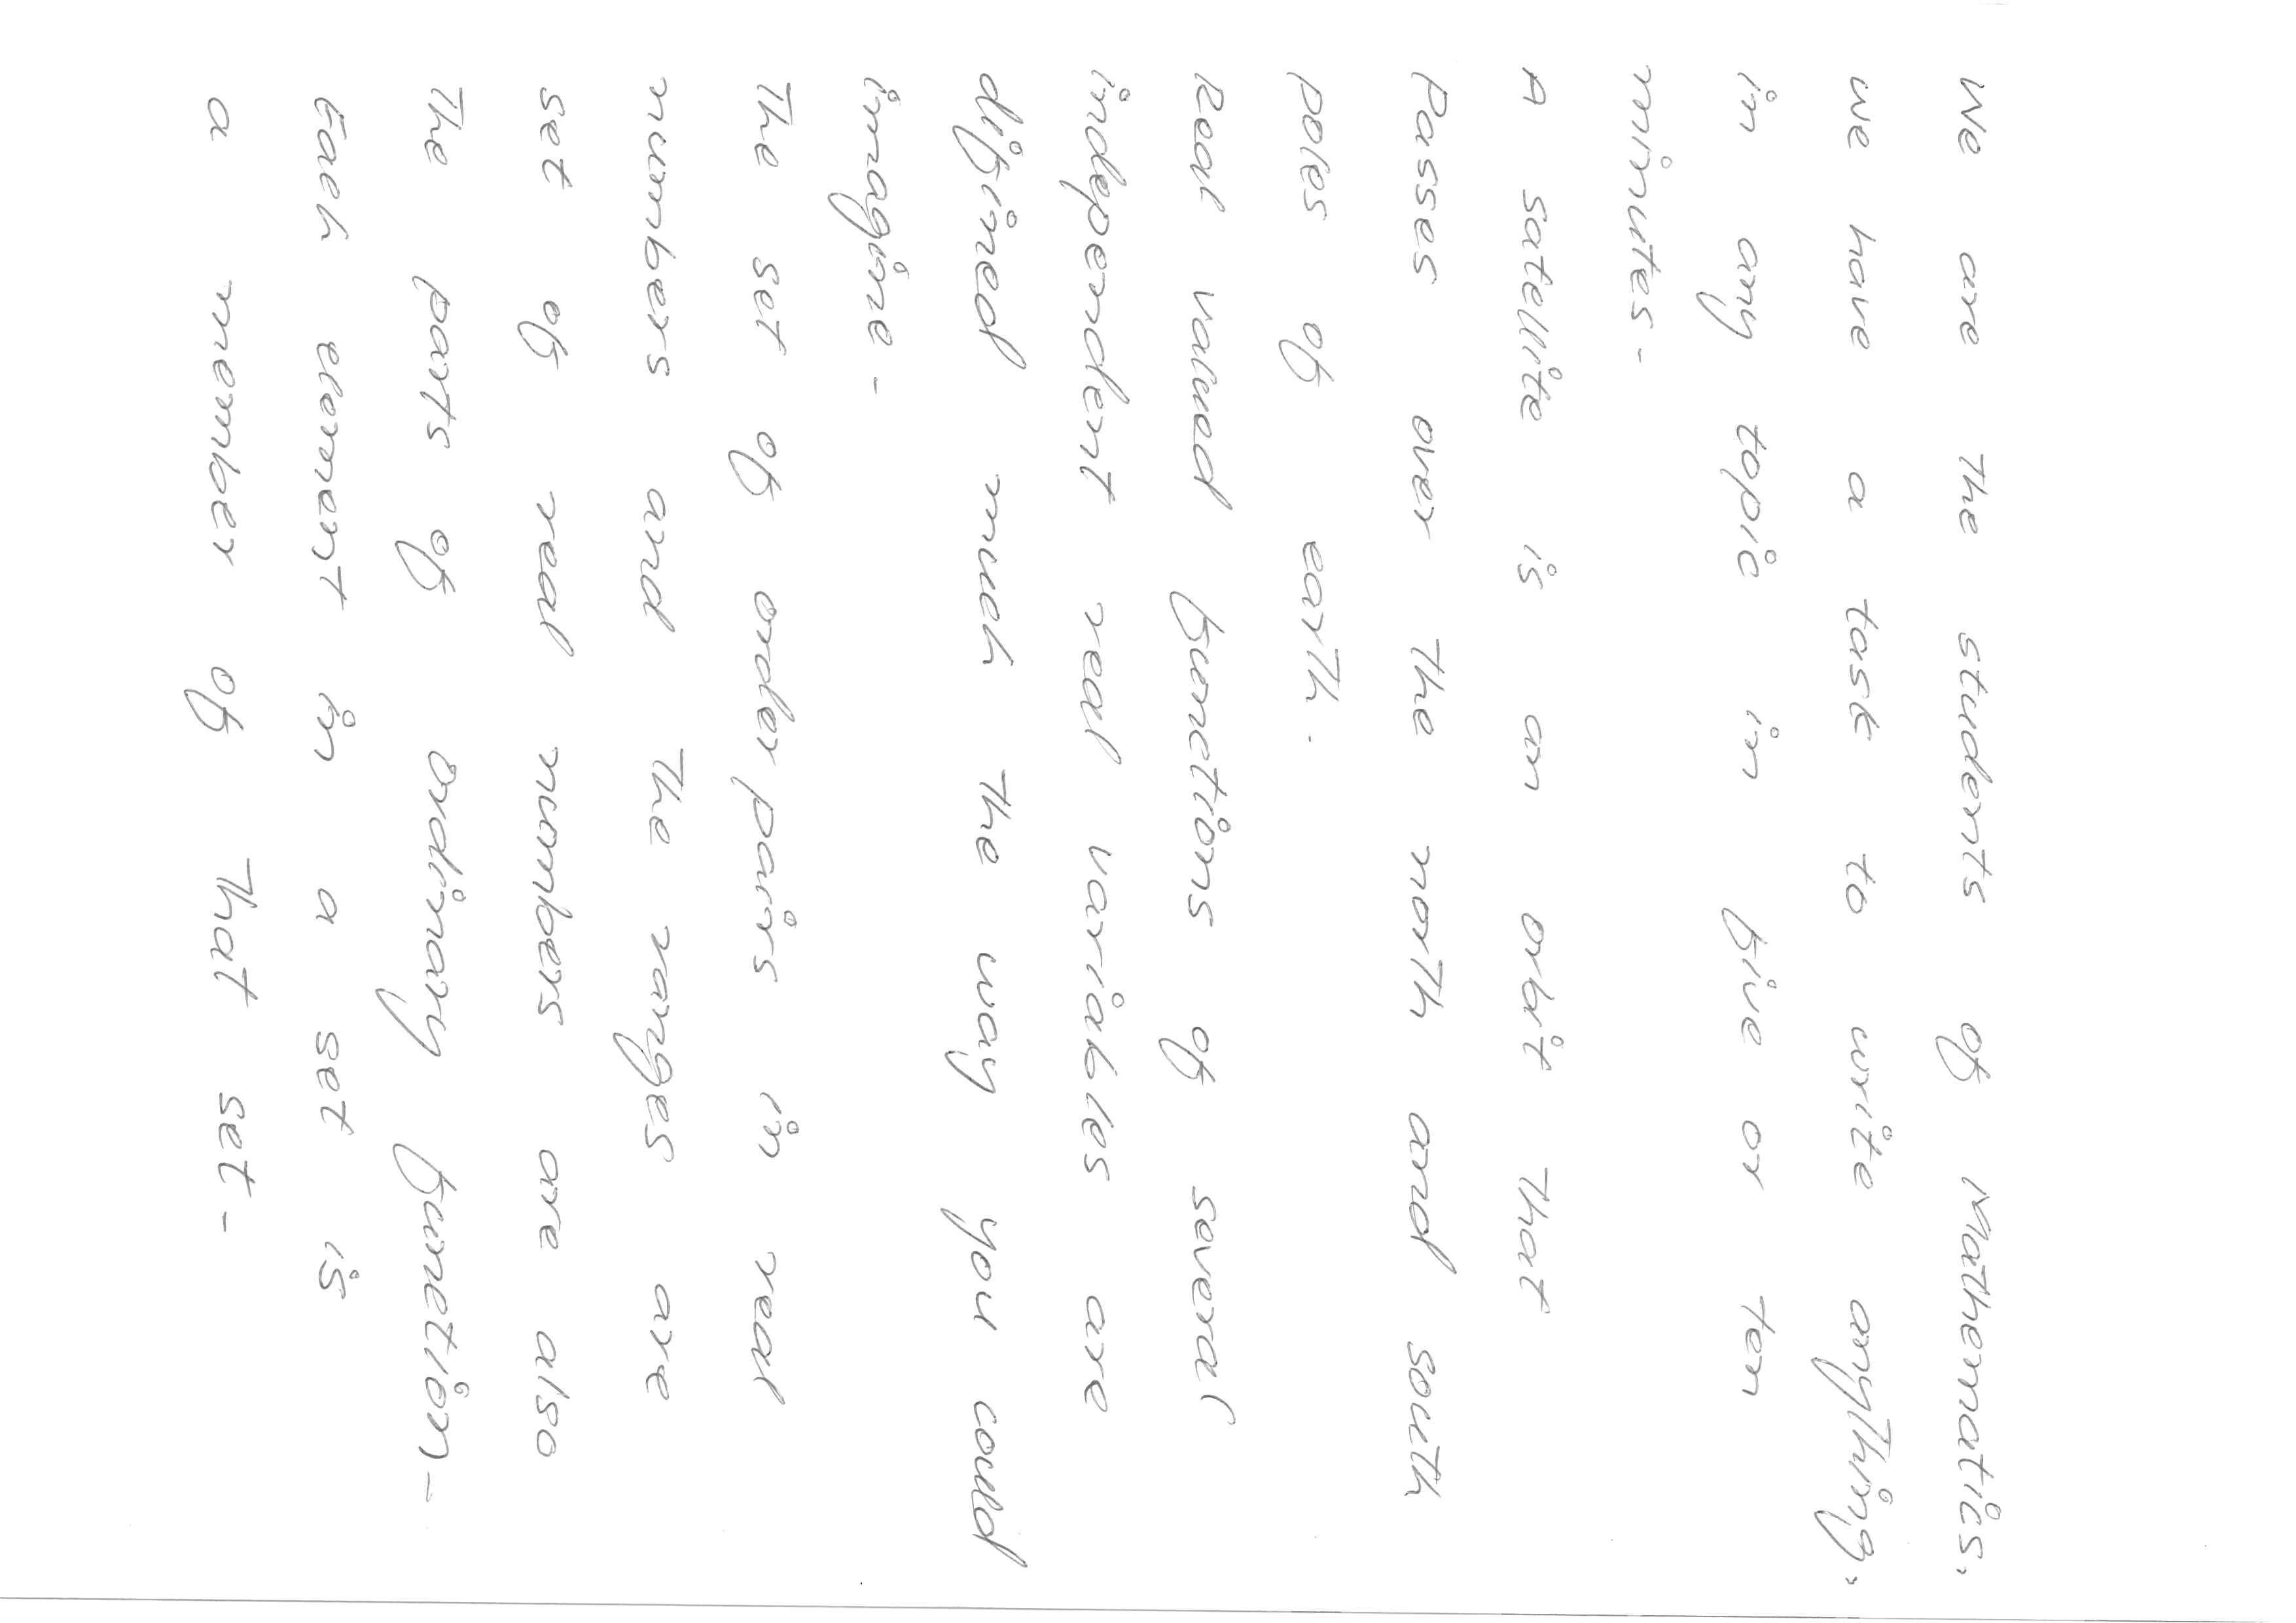 We are the students of Mathematics,
we have a task to write anything,
in any topic in five or ten
minutes-
A satellite is an orbit that
Passes over the north and south
poles of earth.
Real valued functions of several
independent real variables are
difined much the way you could
imagine-
The set of order pairs in real
numbers and the ranges are
set of real numbers are also
The parts of ordinary function-
Each element in a set is
a member of that set-